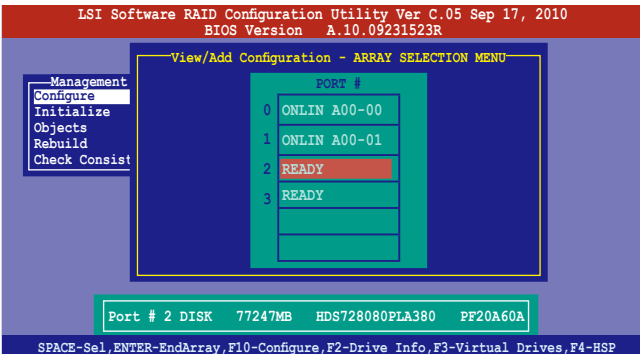 LSI Software RAID Configuration Utility Ver C.05 Sep 17, 2010
BIOS Version A.10.09231523R
View/Add Configuration - ARRAY SELECTION MENU
Management
Configure
Initialize
Objects
Rebuild
Check Consist
PORT #
0 ONLIN A00-00
1 ONLIN A00-01
2 READY
3 READY
Port # 2 DISK 77247MB HDS728080PLA380 PF20A60A
SPACE-Sel,ENTER-EndArray,F10-Configure,F2-Drive Info,F3-Virtual Drives,F4-HSP